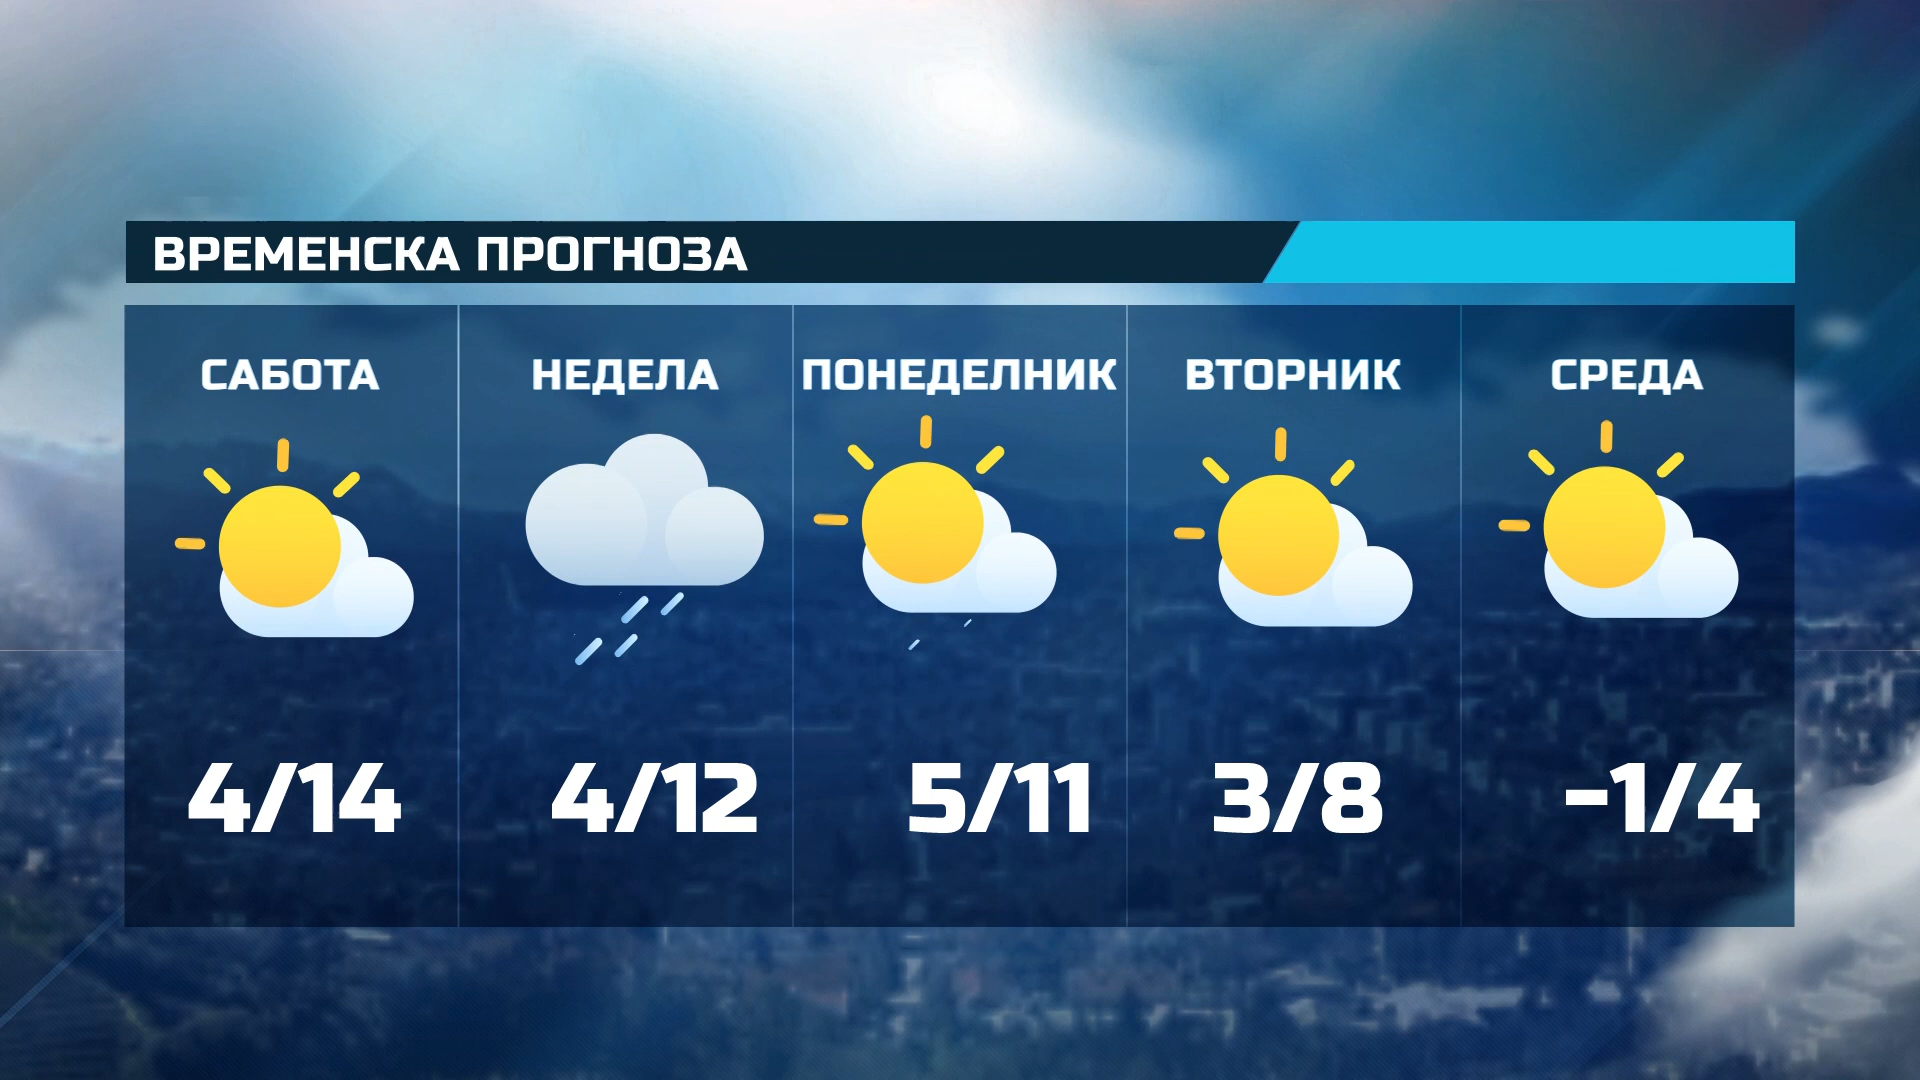 ВРЕМЕНСКА ПРОГНОЗА
САБОТА
НЕДЕЛА
ПОНЕДЕЛНИК
ВТОРНИК
СРЕДА
4/14
4/12
5/11
3/8
-1/4